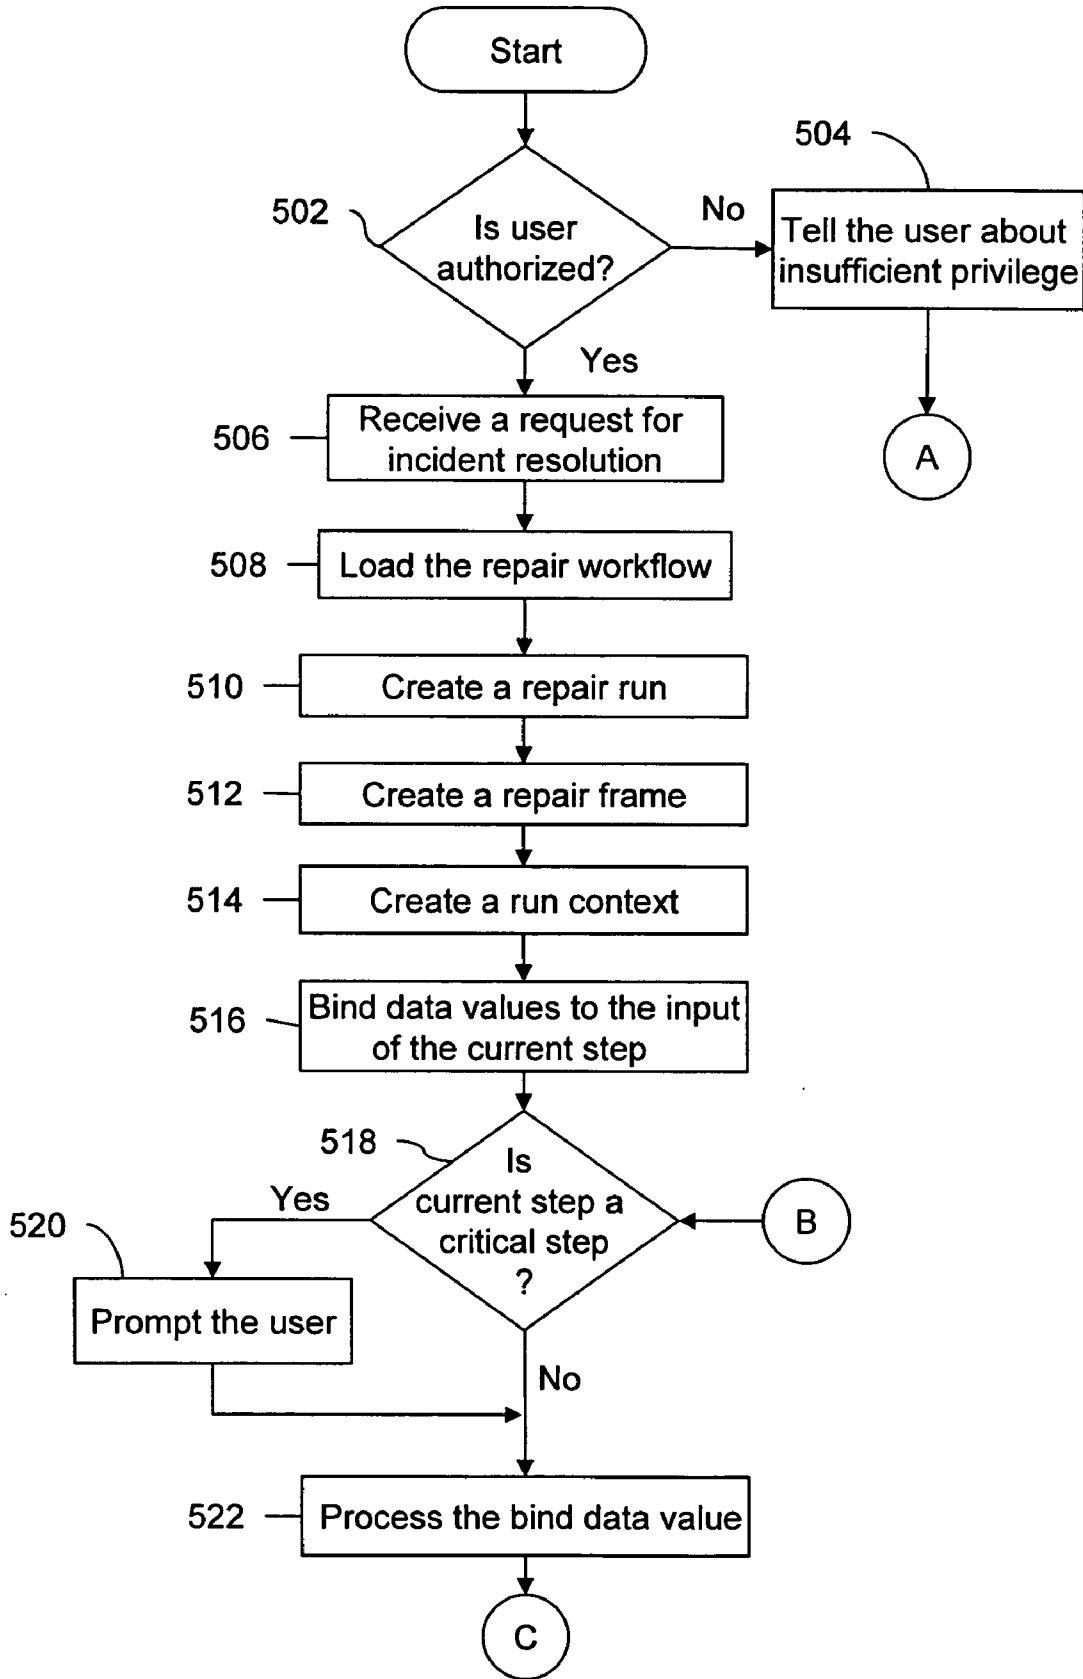 Start
504
502
Is user
authorized?
No
Tell the user about
insufficient privilege
Yes
A
506
Receive a request for
incident resolution
508
Load the repair workflow
510
Create a repair run
512
Create a repair frame
514
Create a run context
516
Bind data values to the input
of the current step
518
Is
current step a
critical step
?
Yes
B
520
Prompt the user
No
522
Process the bind data value
C